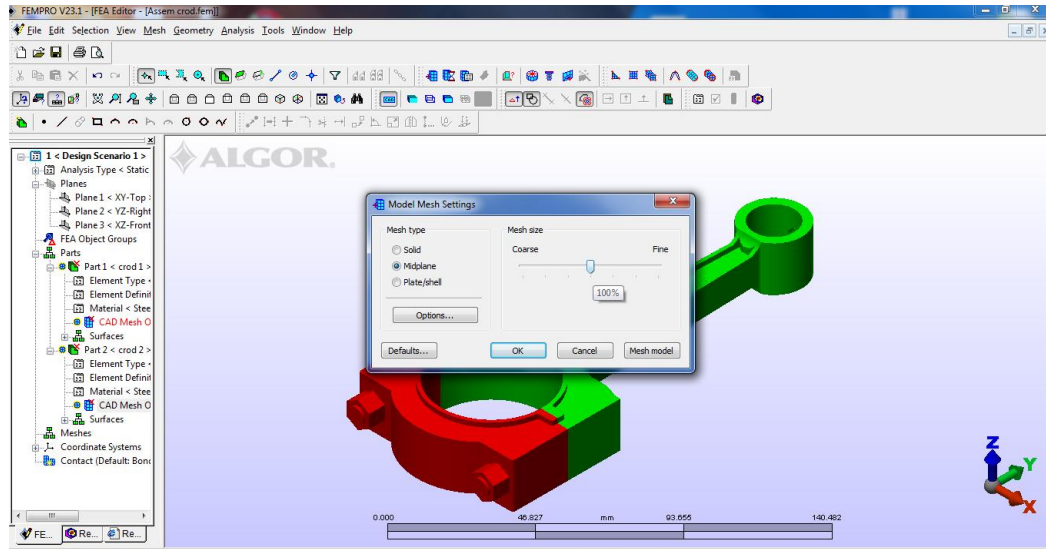 FEMPRO V23.1 - [FEA Editor - [Assem crod.fem]]
File Edit Selection View Mesh Geometry Analysis Tools Window Help
ALGOR.
1 < Design Scenario 1 >
Analysis Type < Static
Planes
Plane 1 < XY-Top >
Plane 2 < YZ-Right
Plane 3 < XZ-Front
FEA Object Groups
Parts
Part 1 < crod 1 >
Element Type <
Element Definit
Material < Stee
CAD Mesh O
Surfaces
Part 2 < crod 2 >
Element Type <
Element Definit
Material < Stee
CAD Mesh O
Surfaces
Meshes
Coordinate Systems
Contact (Default: Bond
FE... Re... Re...
Model Mesh Settings
Mesh type
Solid
Midplane
Plate/shell
Options...
Mesh size
Coarse Fine
100%
Defaults... OK Cancel Mesh model
Z
Y
X
0.000 46.827 mm 93.655 140.482